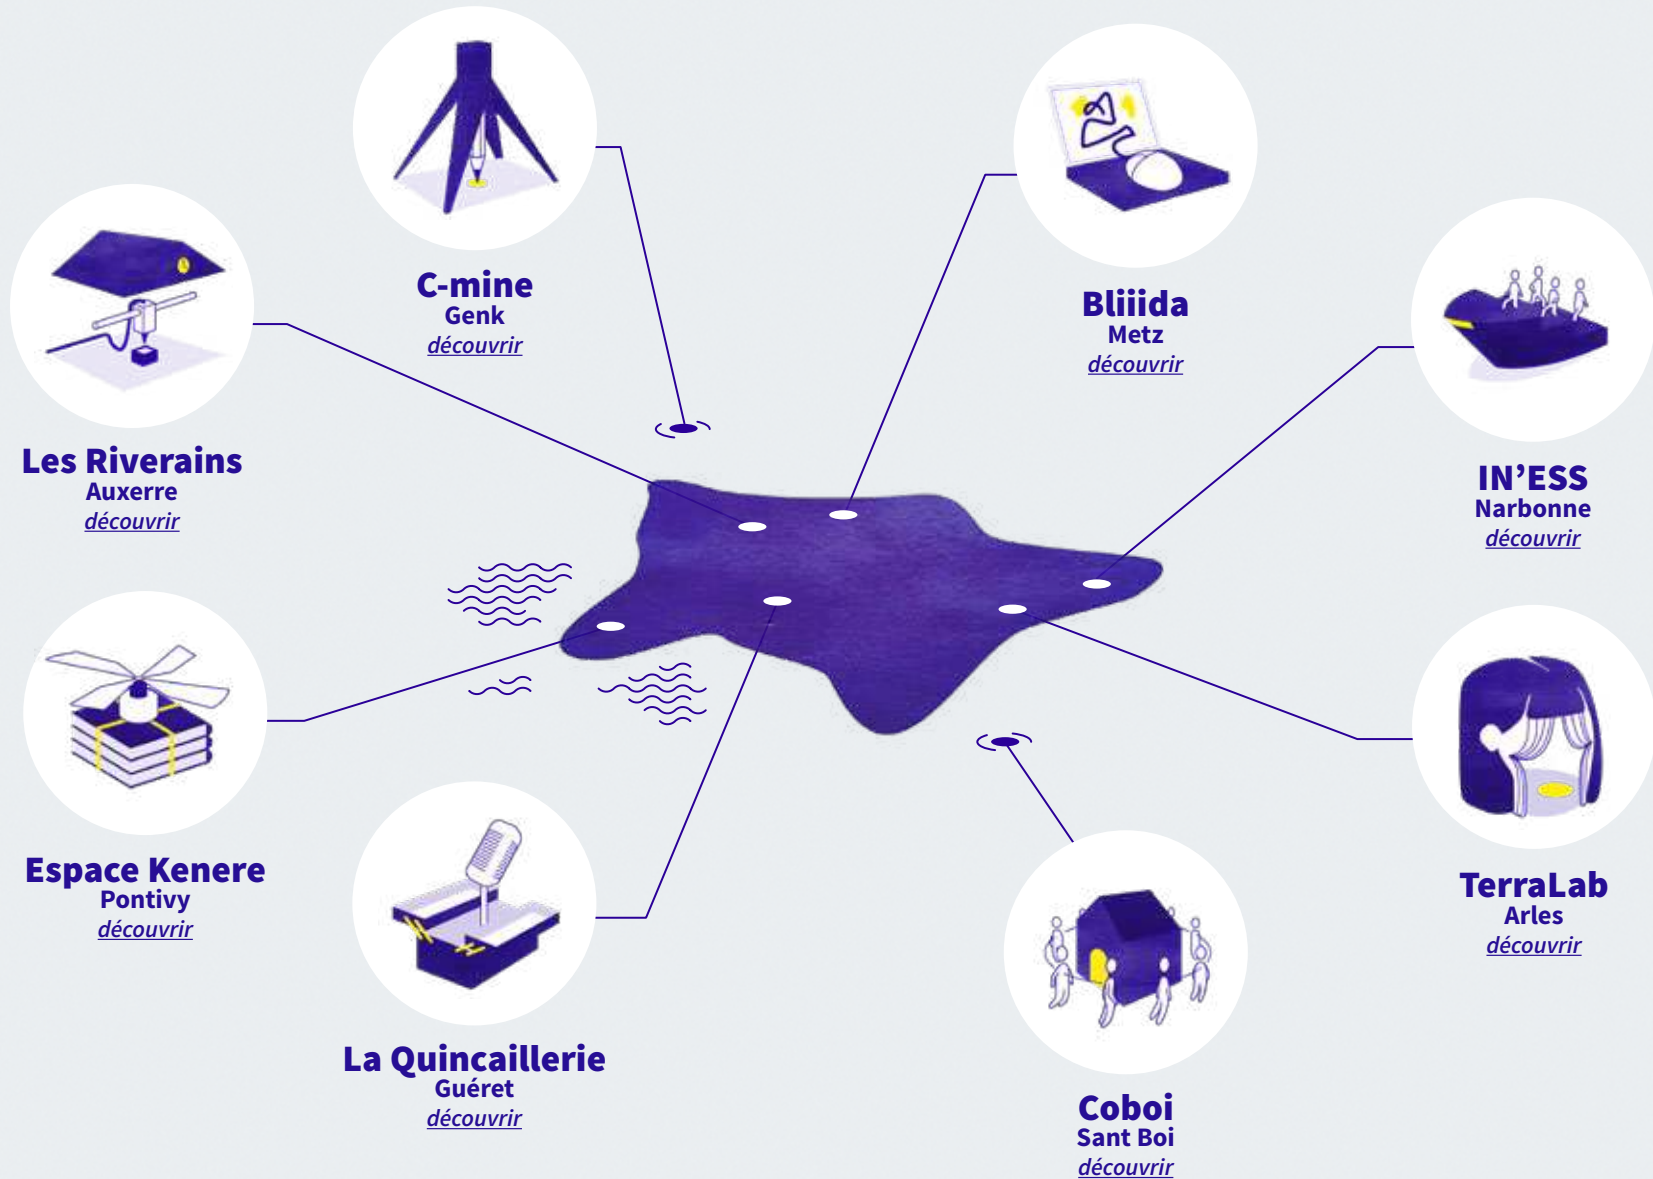 C-mine
Genk
découvrir
Bliiida
Metz
découvrir
Les Riverains
Auxerre
découvrir
IN’ESS
Narbonne
découvrir
Espace Kenere
Pontivy
découvrir
TerraLab
Arles
découvrir
La Quincaillerie
Guéret
découvrir
Coboi
Sant Boi
découvrir